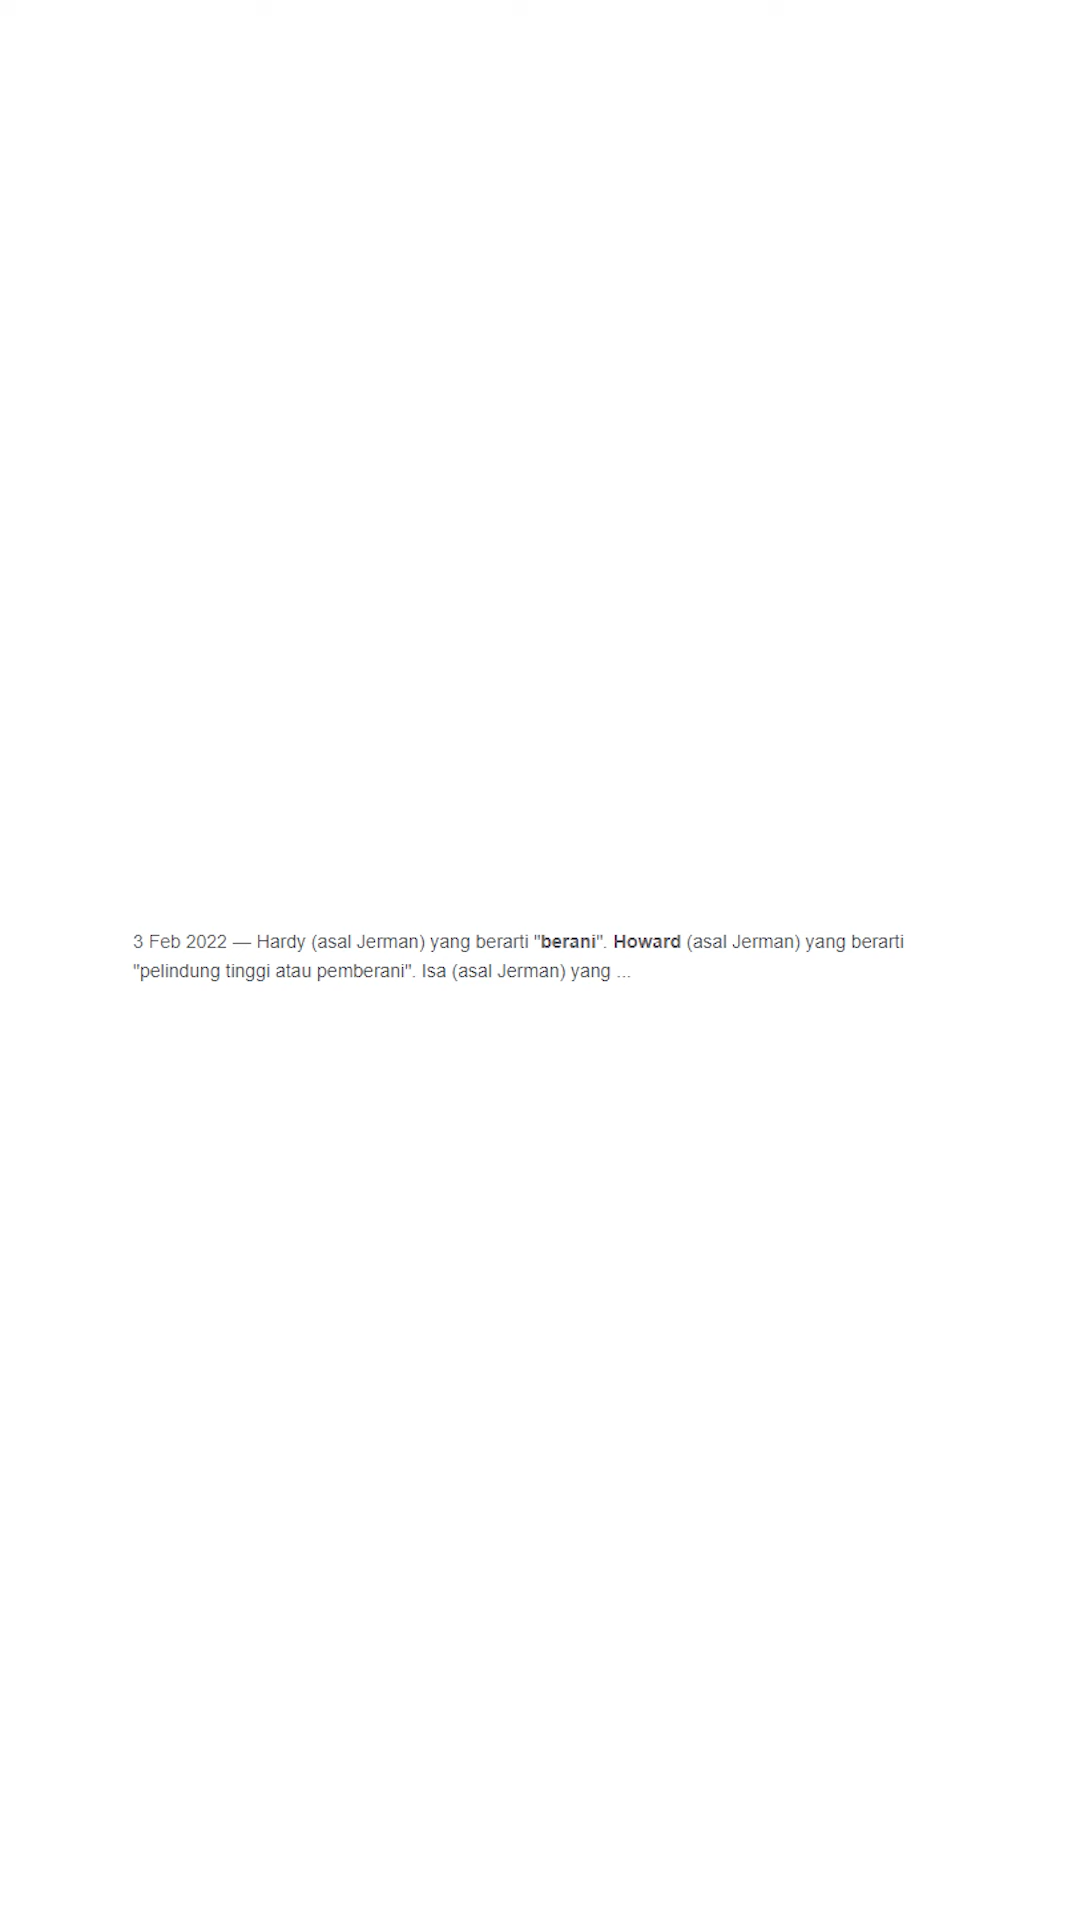 3 Feb 2022 — Hardy (asal Jerman) yang berarti "berani". Howard (asal Jerman) yang berarti
"pelindung tinggi atau pemberani". Isa (asal Jerman) yang ...